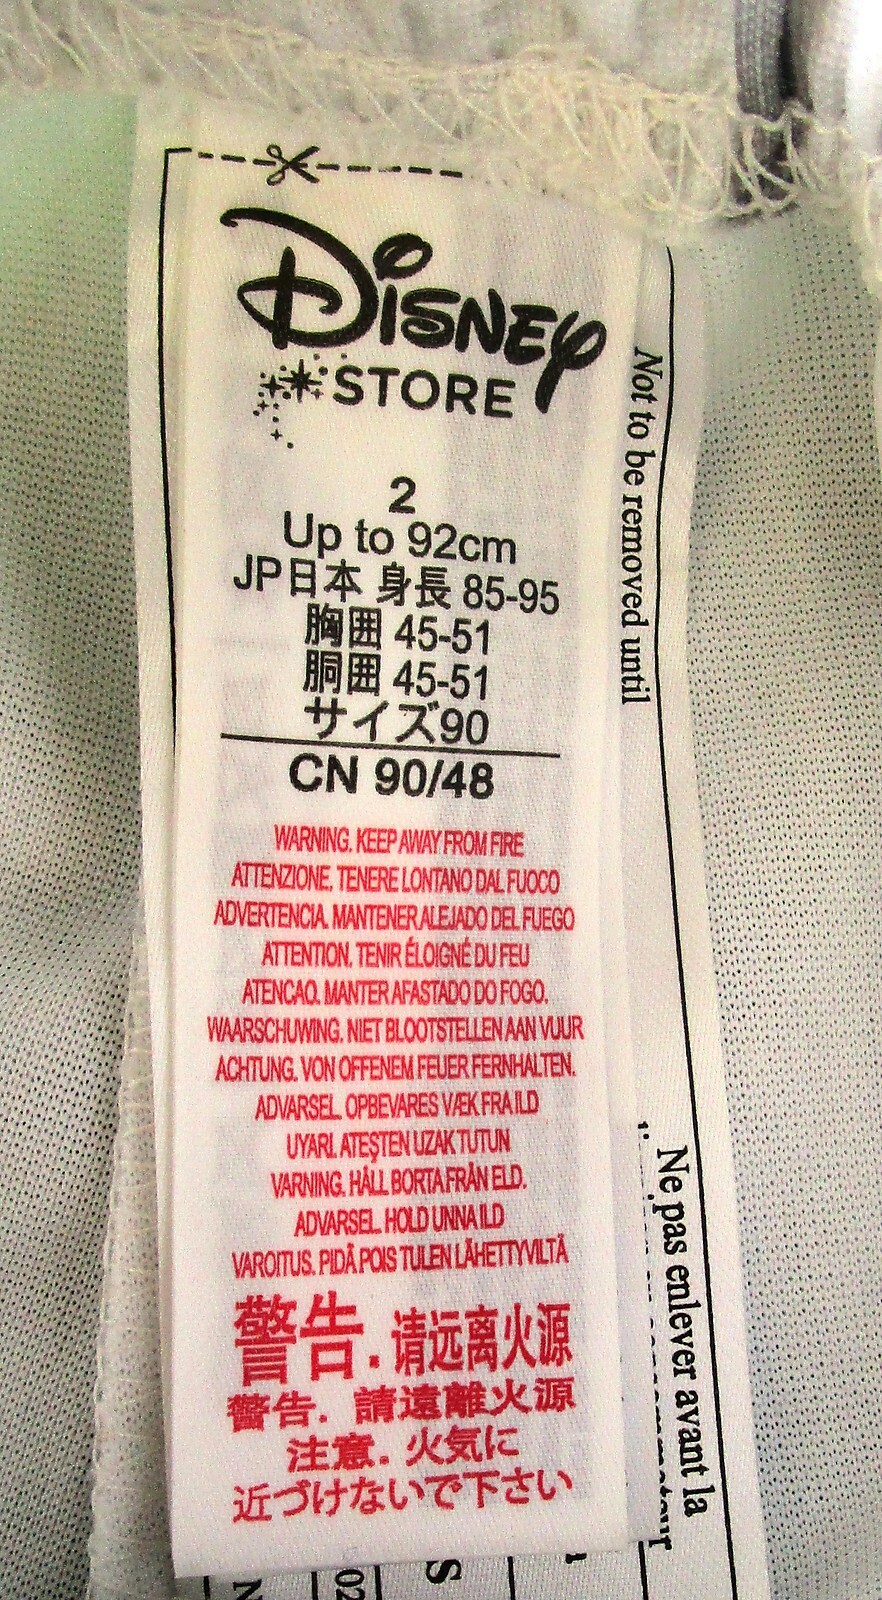 Disney
STORE
2
Up to 92cm
JP日本 身長 85-95
胸囲 45-51
胴囲 45-51
サイズ90
CN 90/48
WARNING. KEEP AWAY FROM FIRE
ATTENZIONE. TENERE LONTANO DAL FUOCO
ADVERTENCIA. MANTENER ALEJADO DEL FUEGO
ATTENTION. TENIR ÉLOIGNÉ DU FEU
ATENCAO. MANTER AFASTADO DO FOGO.
WAARSCHUWING. NIET BLOOTSTELLEN AAN VUUR
ACHTUNG. VON OFFENEM FEUER FERNHALTEN.
ADVARSEL. OPBEVARES VÆK FRA ILD
UYARI. ATEŞTEN UZAK TUTUN
VARNING. HÅLL BORTA FRÅN ELD.
ADVARSEL. HOLD UNNA ILD
VAROITUS. PIDÄ POIS TULEN LÄHETTYVILTÄ
警告. 请远离火源
警告. 請遠離火源
注意. 火気に
近づけないで下さい
Not to be removed until
Ne pas enlever avant la
02
S
N